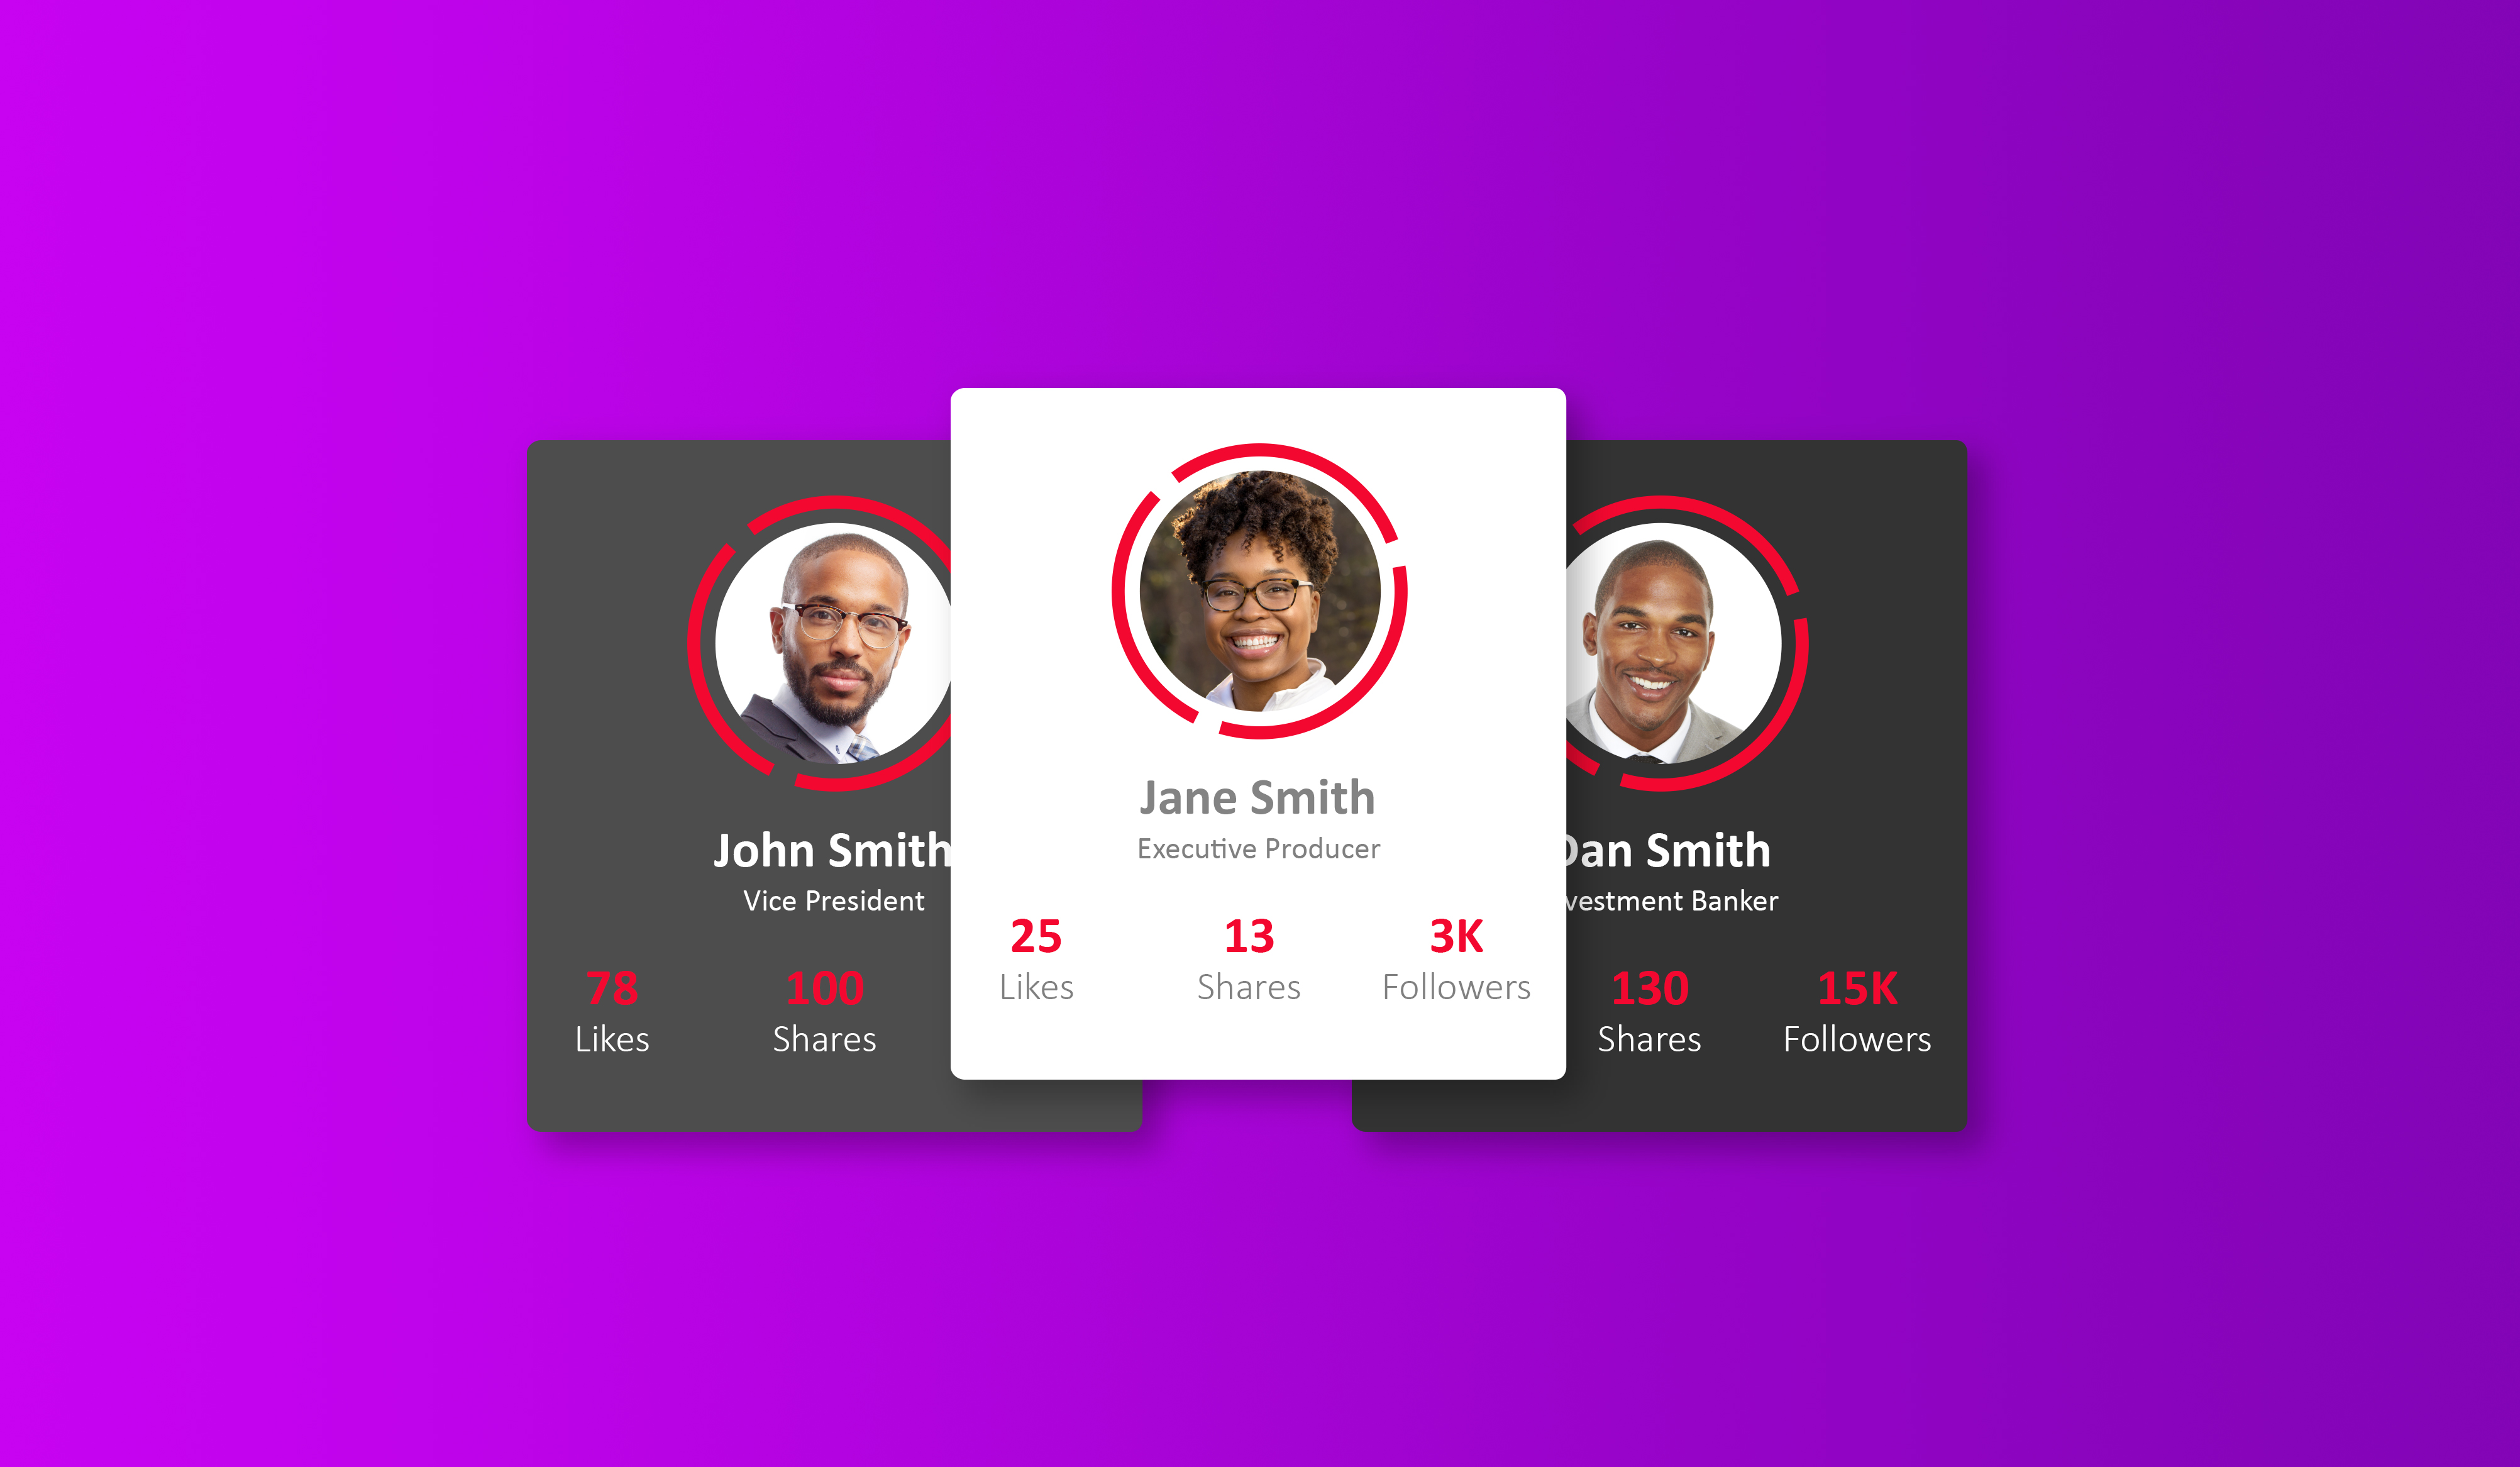 John Smith
Vice President
78
Likes
100
Shares
Jane Smith
Executive Producer
25
Likes
13
Shares
3K
Followers
Dan Smith
vestment Banker
130
Shares
15K
Followers